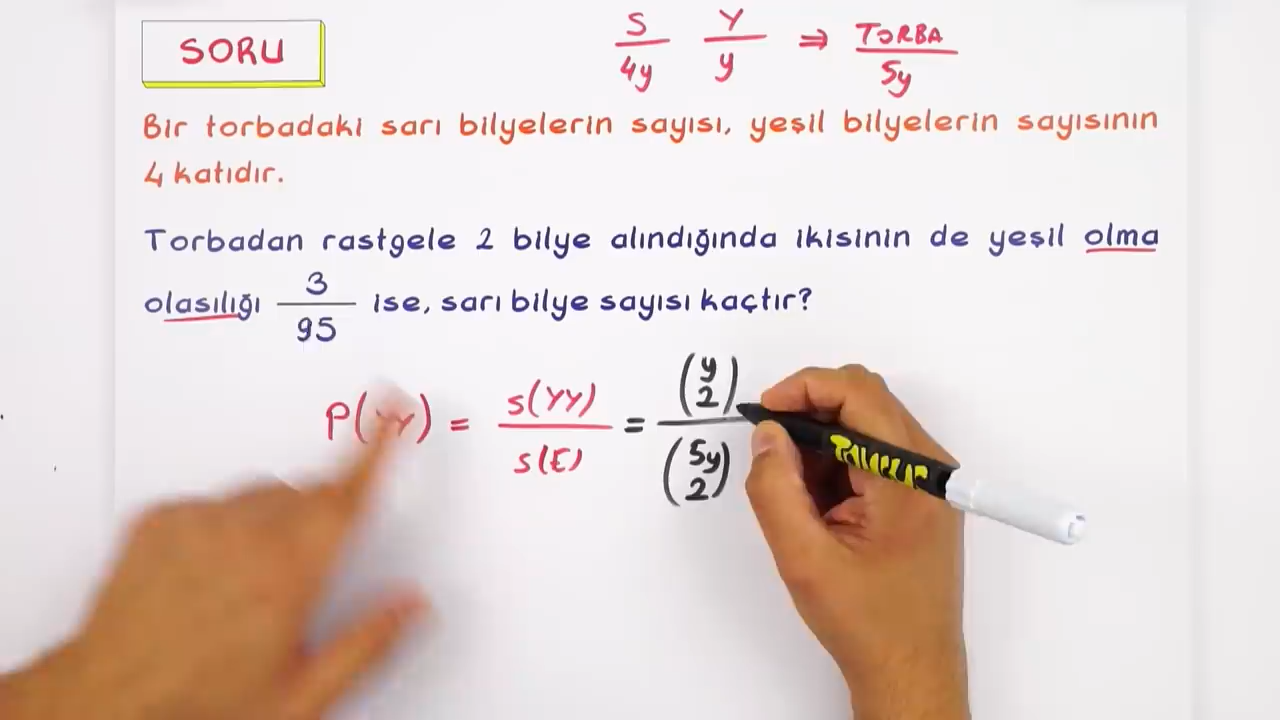 SORU
S Y ⇒ TORBA
4y y 5y
Bir torbadaki sarı bilyelerin sayısı, yeşil bilyelerin sayısının
4 katıdır.
Torbadan rastgele 2 bilye alındığında ikisinin de yeşil olma
olasılığı 3/95 ise, sarı bilye sayısı kaçtır?
P(YY) = s(YY)/s(E) = (y 2)/(5y 2)